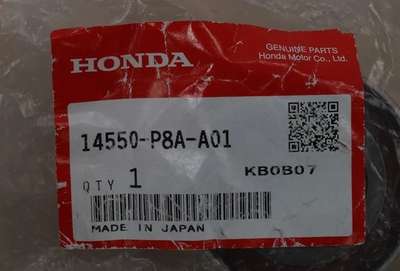 HONDA
GENUINE PARTS
Honda Motor Co., Ltd.
14550-P8A-A01
QTY 1
KB0B07
MADE IN JAPAN